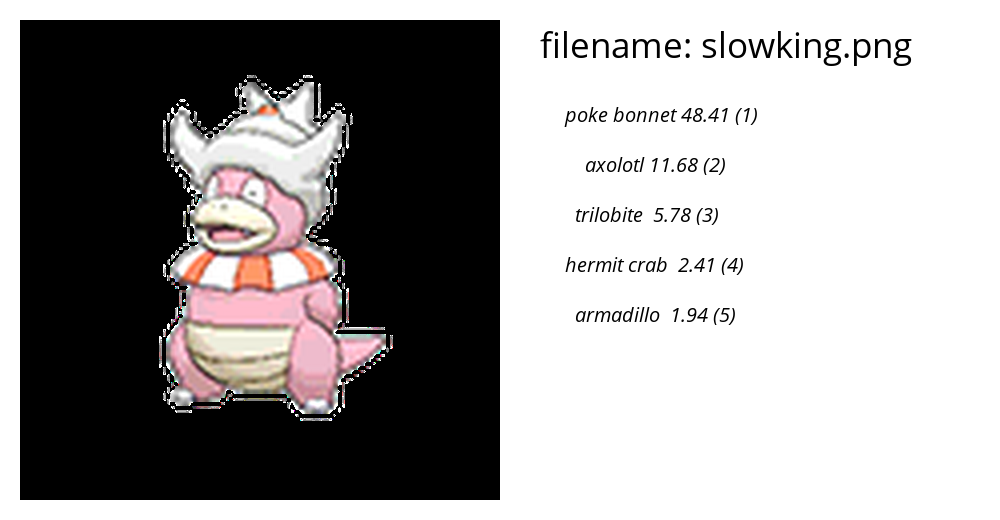 filename: slowking.png
poke bonnet 48.41 (1)
axolotl 11.68 (2)
trilobite 5.78 (3)
hermit crab 2.41 (4)
armadillo 1.94 (5)